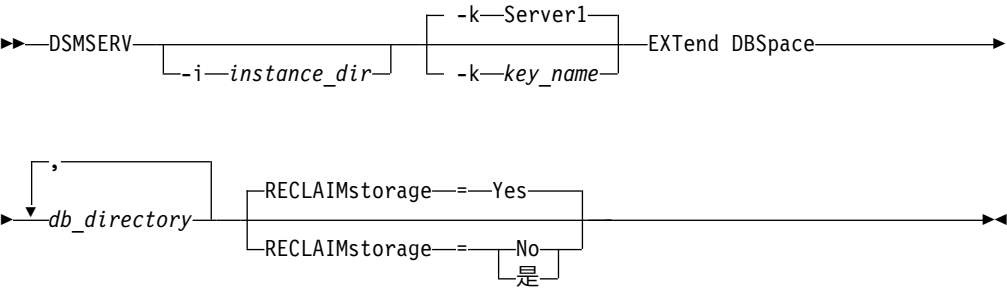 -k Server1
DSMSERV EXTend DBSpace
-i instance_dir -k key_name
,
RECLAIMstorage = Yes
db_directory
RECLAIMstorage = No
是